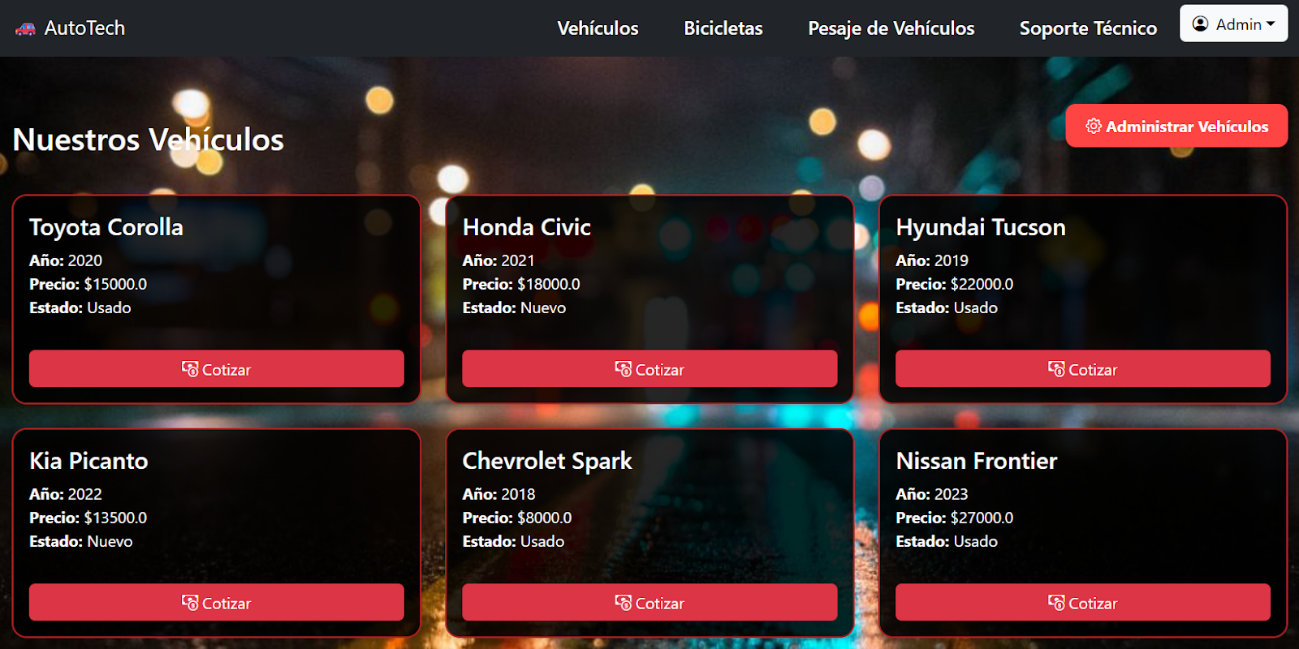 AutoTech
Vehículos
Bicicletas
Pesaje de Vehículos
Soporte Técnico
Admin
Nuestros Vehículos
Administrar Vehículos
Toyota Corolla
Año: 2020
Precio: $15000.0
Estado: Usado
Cotizar
Honda Civic
Año: 2021
Precio: $18000.0
Estado: Nuevo
Cotizar
Hyundai Tucson
Año: 2019
Precio: $22000.0
Estado: Usado
Cotizar
Kia Picanto
Año: 2022
Precio: $13500.0
Estado: Nuevo
Cotizar
Chevrolet Spark
Año: 2018
Precio: $8000.0
Estado: Usado
Cotizar
Nissan Frontier
Año: 2023
Precio: $27000.0
Estado: Usado
Cotizar